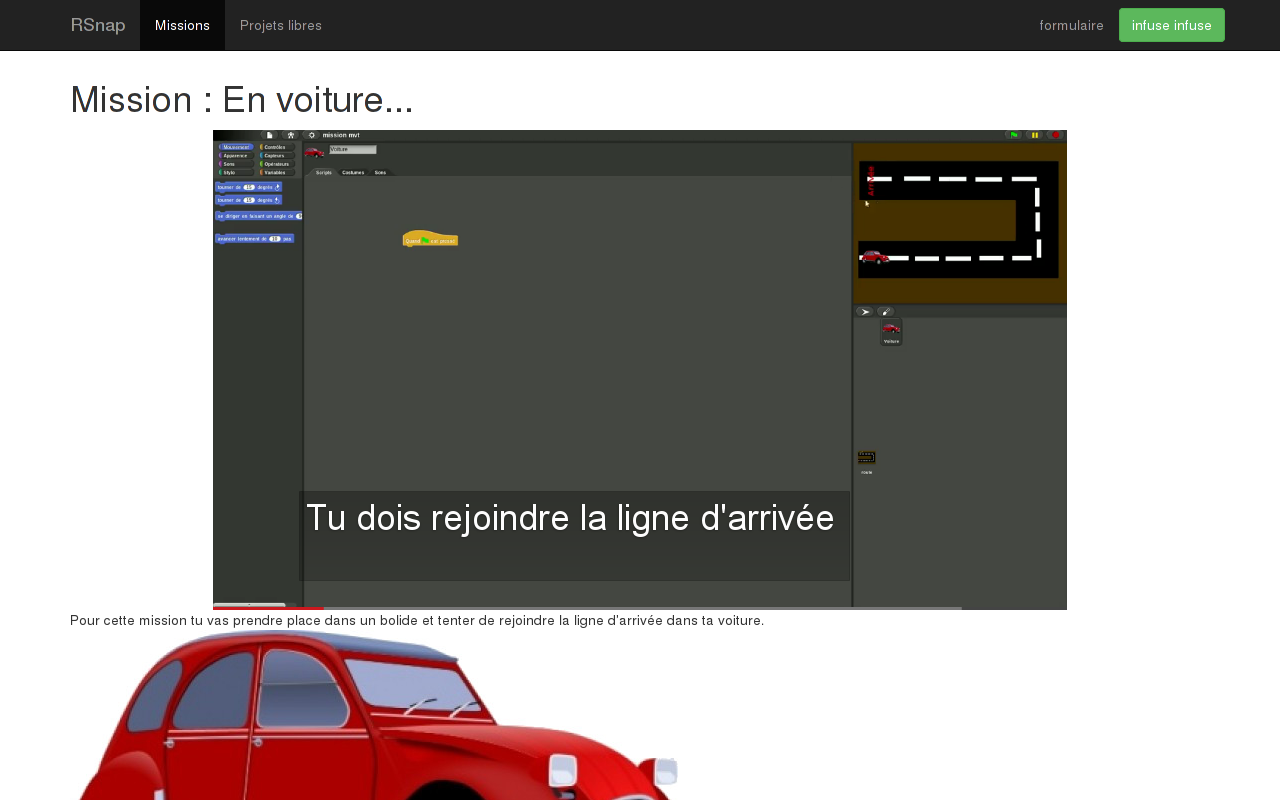 RSnap Missions Projets libres formulaire infuse infuse
Mission : En voiture...
mission mvt
Mouvement Contrôles
Apparence Capteurs
Sons Opérateurs
Stylo Variables
Voiture
Scripts Costumes Sons
tourner de 15 degrés
tourner de 15 degrés
se diriger en faisant un angle de
avancer lentement de 10 pas
Quand est pressé
Arrivée
Voiture
route
Tu dois rejoindre la ligne d'arrivée
Pour cette mission tu vas prendre place dans un bolide et tenter de rejoindre la ligne d'arrivée dans ta voiture.